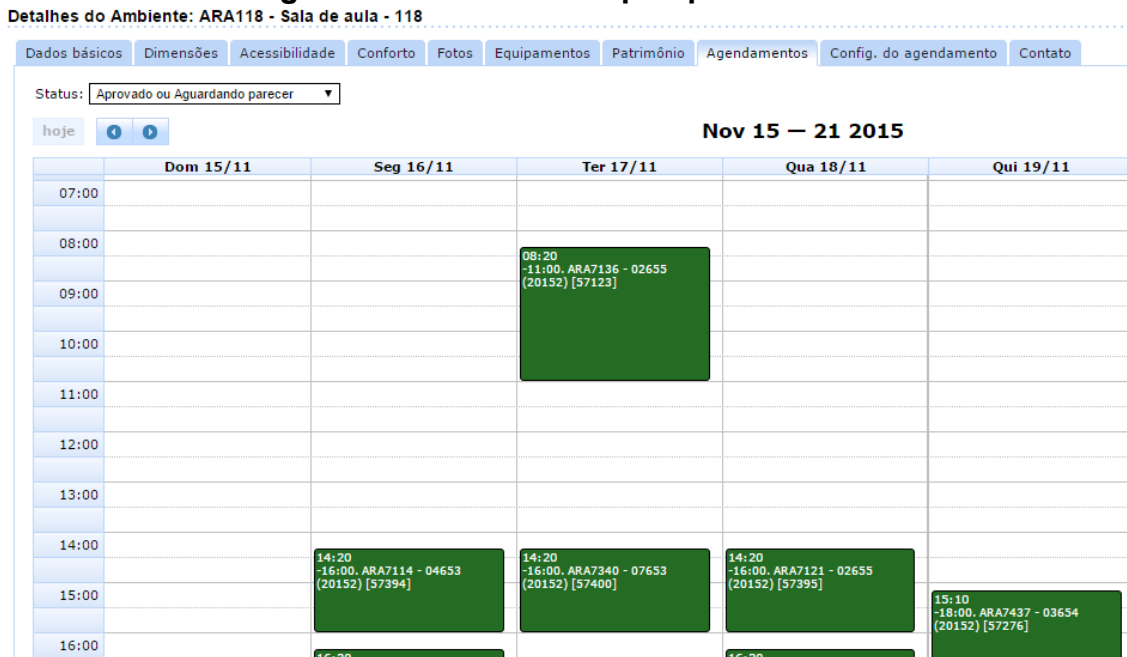 Detalhes do Ambiente: ARA118 - Sala de aula - 118
Dados básicos Dimensões Acessibilidade Conforto Fotos Equipamentos Patrimônio Agendamentos Config. do agendamento Contato
Status: Aprovado ou Aguardando parecer
hoje
Nov 15 — 21 2015
Dom 15/11 Seg 16/11 Ter 17/11 Qua 18/11 Qui 19/11
07:00
08:00
08:20
-11:00. ARA7136 - 02655
(20152) [57123]
09:00
10:00
11:00
12:00
13:00
14:00
14:20
-16:00. ARA7114 - 04653
(20152) [57394]
14:20
-16:00. ARA7340 - 07653
(20152) [57400]
14:20
-16:00. ARA7121 - 02655
(20152) [57395]
15:00
15:10
-18:00. ARA7437 - 03654
(20152) [57276]
16:00